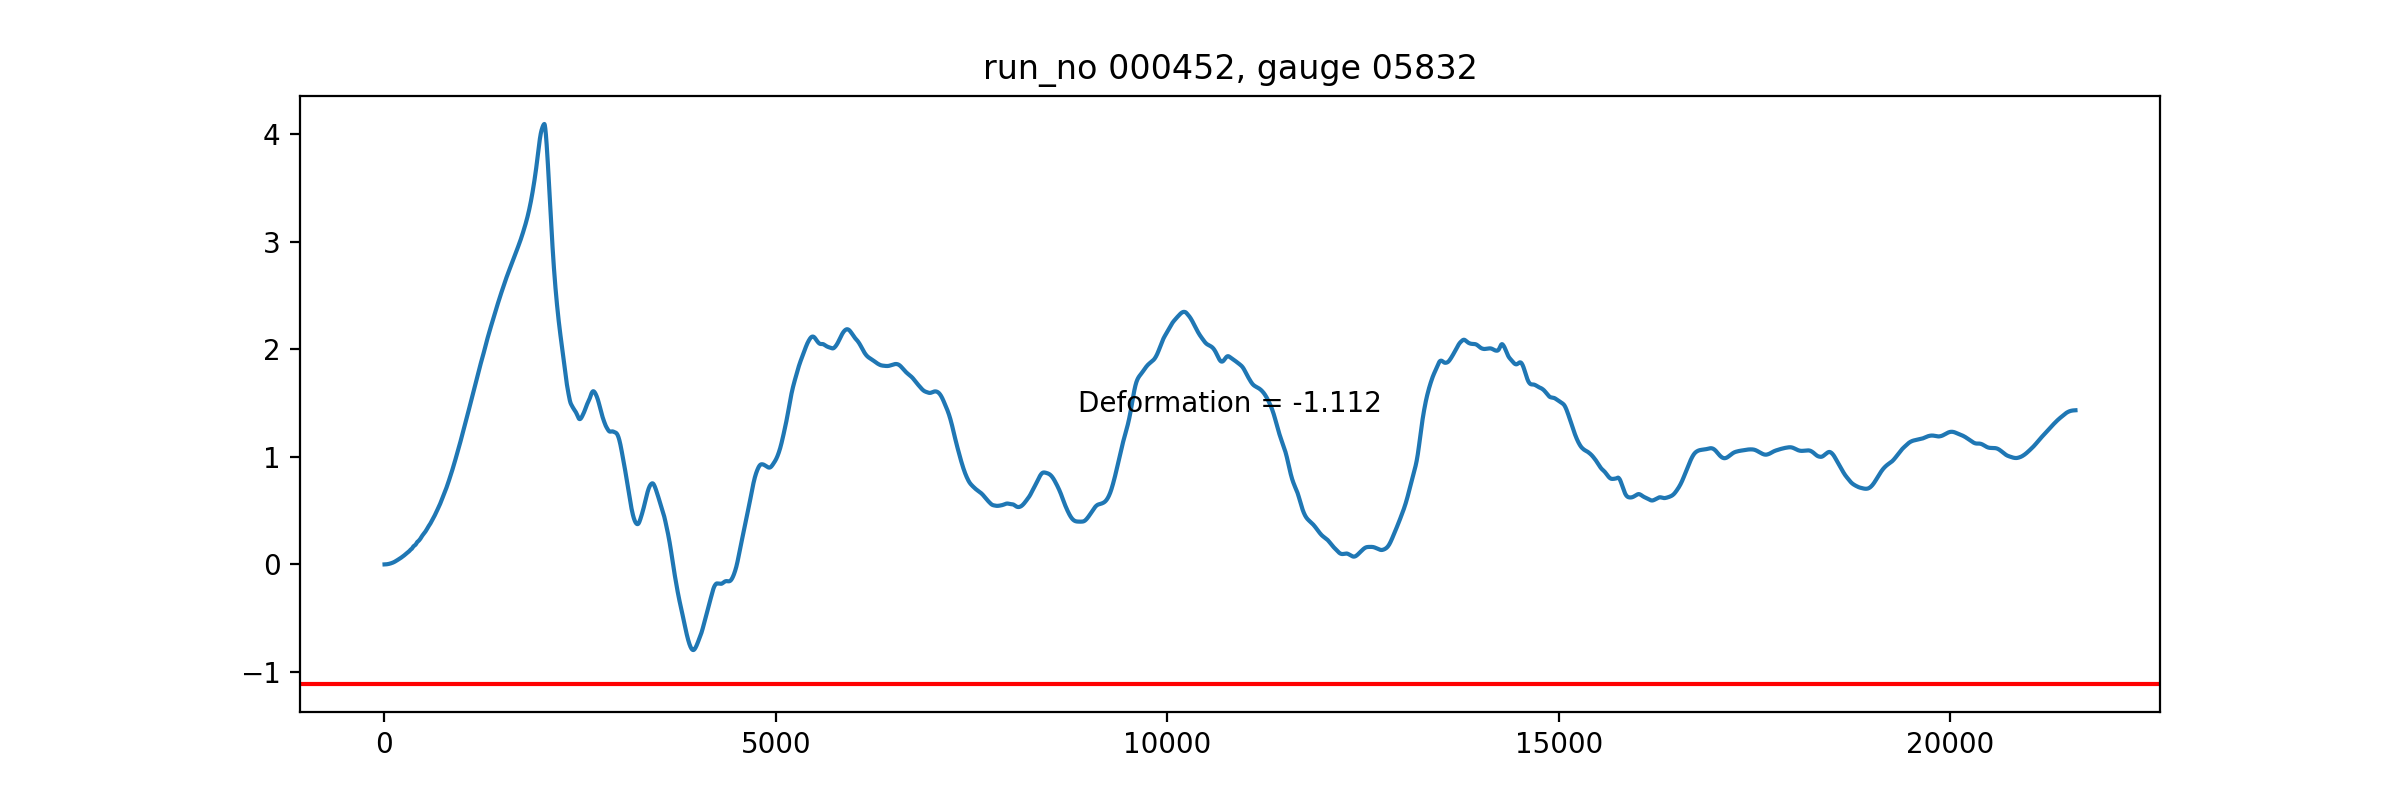 run_no 000452, gauge 05832
4
3
2
Deformation = -1.112
1
0
−1
0 5000 10000 15000 20000